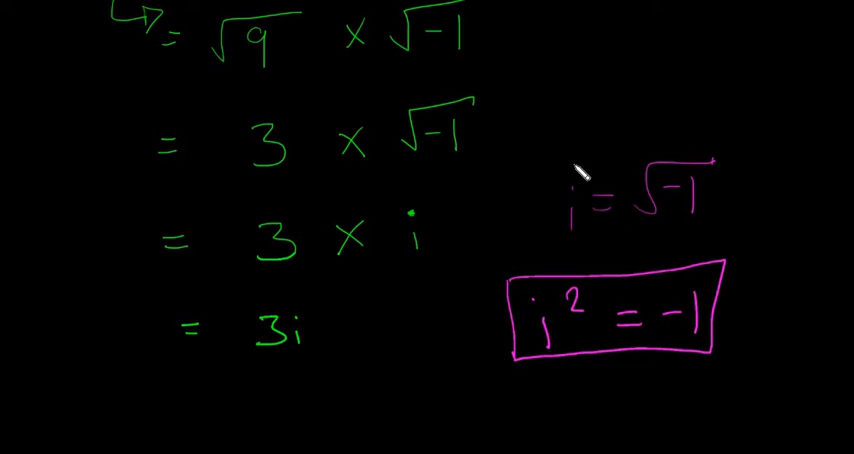 = √9 × √-1
= 3 × √-1
= 3 × i
= 3i
i = √-1
i² = -1